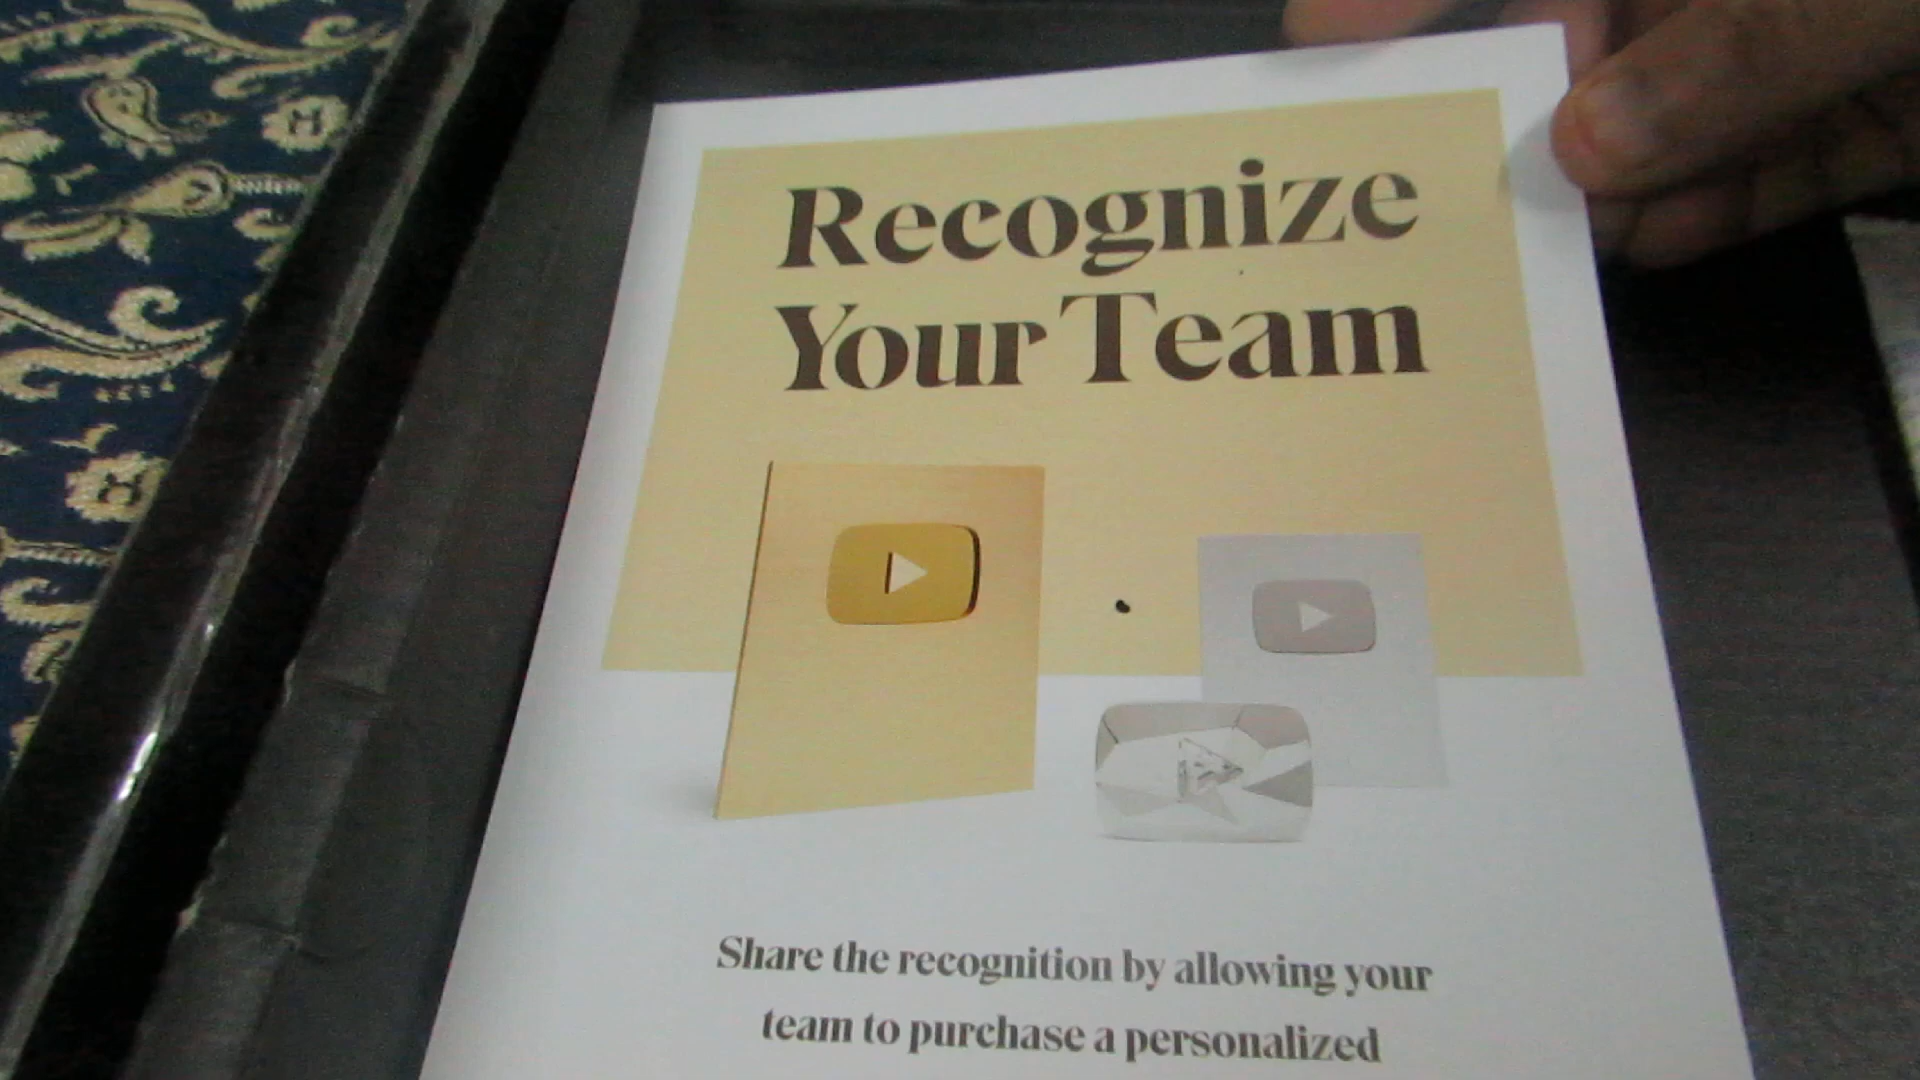 Recognize
Your Team
Share the recognition by allowing your
team to purchase a personalized